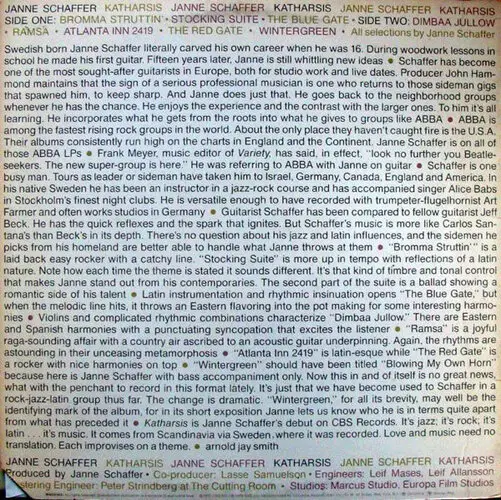 JANNE SCHAFFER KATHARSIS JANNE SCHAFFER KATHARSIS JANNE SCHAFFER KATHARSIS
SIDE ONE: BROMMA STRUTTIN' • STOCKING SUITE • THE BLUE GATE • SIDE TWO: DIMBAA JULLOW
• RAMSA • ATLANTA INN 2419 • THE RED GATE • WINTERGREEN • All selections by Janne Schaffer
Swedish born Janne Schaffer literally carved his own career when he was 16. During woodwork lessons in
school he made his first guitar. Fifteen years later, Janne is still whittling new ideas • Schaffer has become
one of the most sought-after guitarists in Europe, both for studio work and live dates. Producer John Ham-
mond maintains that the sign of a serious professional musician is one who returns to those sideman gigs
that spawned him, to keep sharp. And Janne does just that. He goes back to the neighborhood groups
whenever he has the chance. He enjoys the experience and the contrast with the larger ones. To him it's all
learning. He incorporates what he gets from the roots into what he gives to groups like ABBA • ABBA is
among the fastest rising rock groups in the world. About the only place they haven't caught fire is the U.S.A.
Their albums consistently run high on the charts in England and the Continent. Janne Schaffer is on all of
those ABBA LPs • Frank Meyer, music editor of Variety, has said, in effect, "look no further you Beatle-
seekers. The new super-group is here." He was referring to ABBA with Janne on guitar • Schaffer is one
busy man. Tours as leader or sideman have taken him to Israel, Germany, Canada, England and America. In
his native Sweden he has been an instructor in a jazz-rock course and has accompanied singer Alice Babs
in Stockholm's finest night clubs. He is versatile enough to have recorded with trumpeter-flugelhornist Art
Farmer and often works studios in Germany • Guitarist Schaffer has been compared to fellow guitarist Jeff
Beck. He has the quick reflexes and the spark that ignites. But Schaffer's music is more like Carlos San-
tana's than Beck's in its depth. There's no question about his jazz and latin influences, and the sidemen he
picks from his homeland are better able to handle what Janne throws at them • "Bromma Struttin'" is a
laid back easy rocker with a catchy line. "Stocking Suite" is more up in tempo with reflections of a latin
nature. Note how each time the theme is stated it sounds different. It's that kind of timbre and tonal control
that makes Janne stand out from his contemporaries. The second part of the suite is a ballad showing a
romantic side of his talent • Latin instrumentation and rhythmic insinuation opens "The Blue Gate," but
when the melodic line hits, it throws an Eastern flavoring into the pot making for some interesting harmo-
nies • Violins and complicated rhythmic combinations characterize "Dimbaa Jullow." There are Eastern
and Spanish harmonies with a punctuating syncopation that excites the listener • "Ramsa" is a joyful
raga-sounding affair with a country air ascribed to an acoustic guitar underpinning. Again, the rhythms are
astounding in their unceasing metamorphosis • "Atlanta Inn 2419" is latin-esque while "The Red Gate" is
a rocker with nice harmonies on top • "Wintergreen" should have been titled "Blowing My Own Horn"
because here is Janne Schaffer with bass accompaniment only. Now this in and of itself is no great news,
what with the penchant to record in this format lately. It's just that we have become used to Schaffer in a
rock-jazz-latin group thus far. The change is dramatic. "Wintergreen," for all its brevity, may well be the
identifying mark of the album, for in its short exposition Janne lets us know who he is in terms quite apart
from what has preceded it • Katharsis is Janne Schaffer's debut on CBS Records. It's jazz; it's rock; it's
latin . . . it's music. It comes from Scandinavia via Sweden, where it was recorded. Love and music need no
translation. Each improvises on a theme. • arnold jay smith
JANNE SCHAFFER KATHARSIS JANNE SCHAFFER KATHARSIS JANNE SCHAFFER KATHARSIS
Produced by Janne Schaffer • Co-producer: Lasse Samuelson • Engineers: Leif Mases, Leif Allansson
Mastering Engineer: Peter Strindberg at The Cutting Room • Studios: Marcus Studio, Europa Film Studios